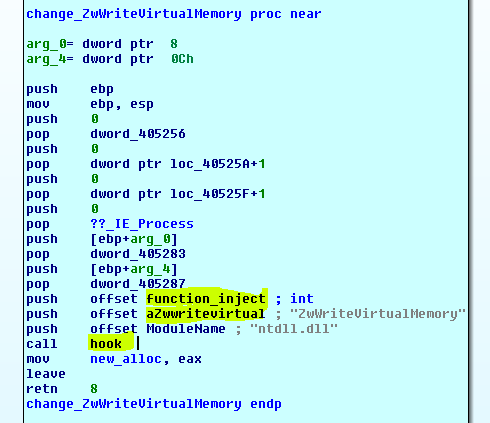 change_ZwWriteVirtualMemory proc near
arg_0= dword ptr 8
arg_4= dword ptr 0Ch
push ebp
mov ebp, esp
push 0
pop dword_405256
push 0
pop dword ptr loc_40525A+1
push 0
pop dword ptr loc_40525F+1
push 0
pop ??_IE_Process
push [ebp+arg_0]
pop dword_405283
push [ebp+arg_4]
pop dword_405287
push offset function_inject ; int
push offset aZwwritevirtual ; "ZwWriteVirtualMemory"
push offset ModuleName ; "ntdll.dll"
call hook
mov new_alloc, eax
leave
retn 8
change_ZwWriteVirtualMemory endp